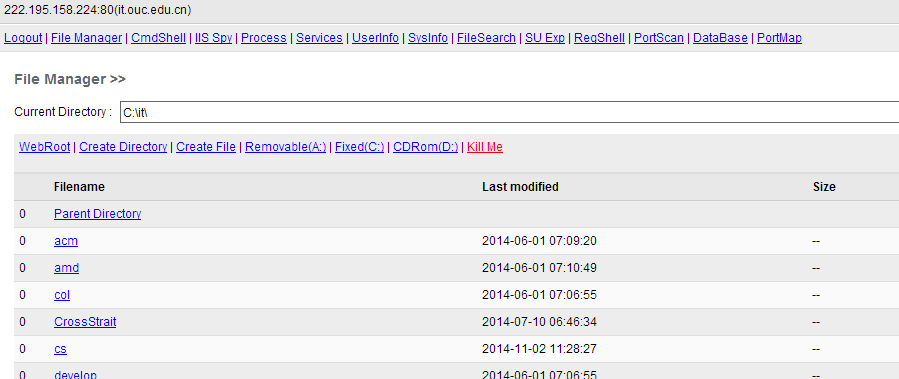 222.195.158.224:80(it.ouc.edu.cn)
Logout | File Manager | CmdShell | IIS Spy | Process | Services | UserInfo | SysInfo | FileSearch | SU Exp | RegShell | PortScan | DataBase | PortMap
File Manager >>
Current Directory : C:\it\
WebRoot | Create Directory | Create File | Removable(A:) | Fixed(C:) | CDRom(D:) | Kill Me
Filename Last modified Size
0 Parent Directory
0 acm 2014-06-01 07:09:20 --
0 amd 2014-06-01 07:10:49 --
0 col 2014-06-01 07:06:55 --
0 CrossStrait 2014-07-10 06:46:34 --
0 cs 2014-11-02 11:28:27 --
0 develop 2014-06-01 07:06:55 --